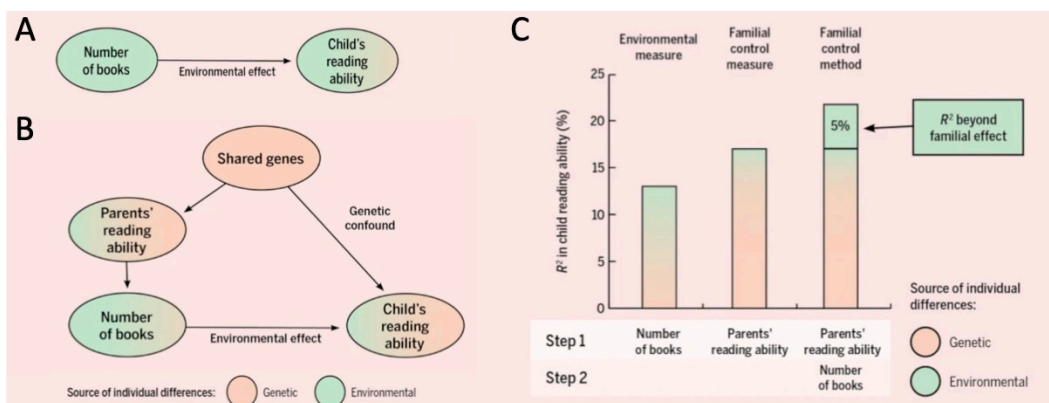 A
Number
of books
Environmental effect
Child's
reading
ability
B
Shared genes
Parents'
reading
ability
Genetic
confound
Number
of books
Environmental effect
Child's
reading
ability
Source of individual differences:
Genetic
Environmental
C
Environmental
measure
Familial
control
measure
Familial
control
method
R² in child reading ability (%)
25
20
15
10
5
0
5%
R² beyond
familial effect
Step 1
Number
of books
Parents'
reading ability
Parents'
reading ability
Step 2
Number
of books
Source of individual
differences:
Genetic
Environmental